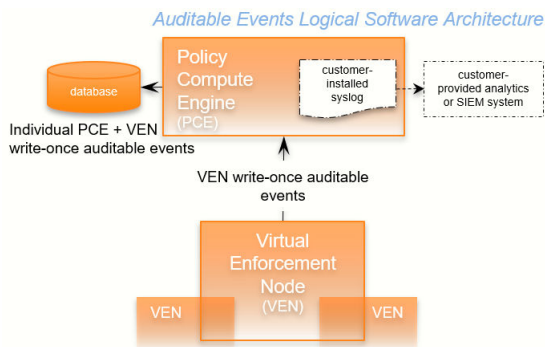 Auditable Events Logical Software Architecture
Policy
Compute
Engine
(PCE)
customer-
installed
syslog
customer-
provided analytics
or SIEM system
database
Individual PCE + VEN
write-once auditable events
VEN write-once auditable
events
Virtual
Enforcement
Node
(VEN)
VEN
VEN